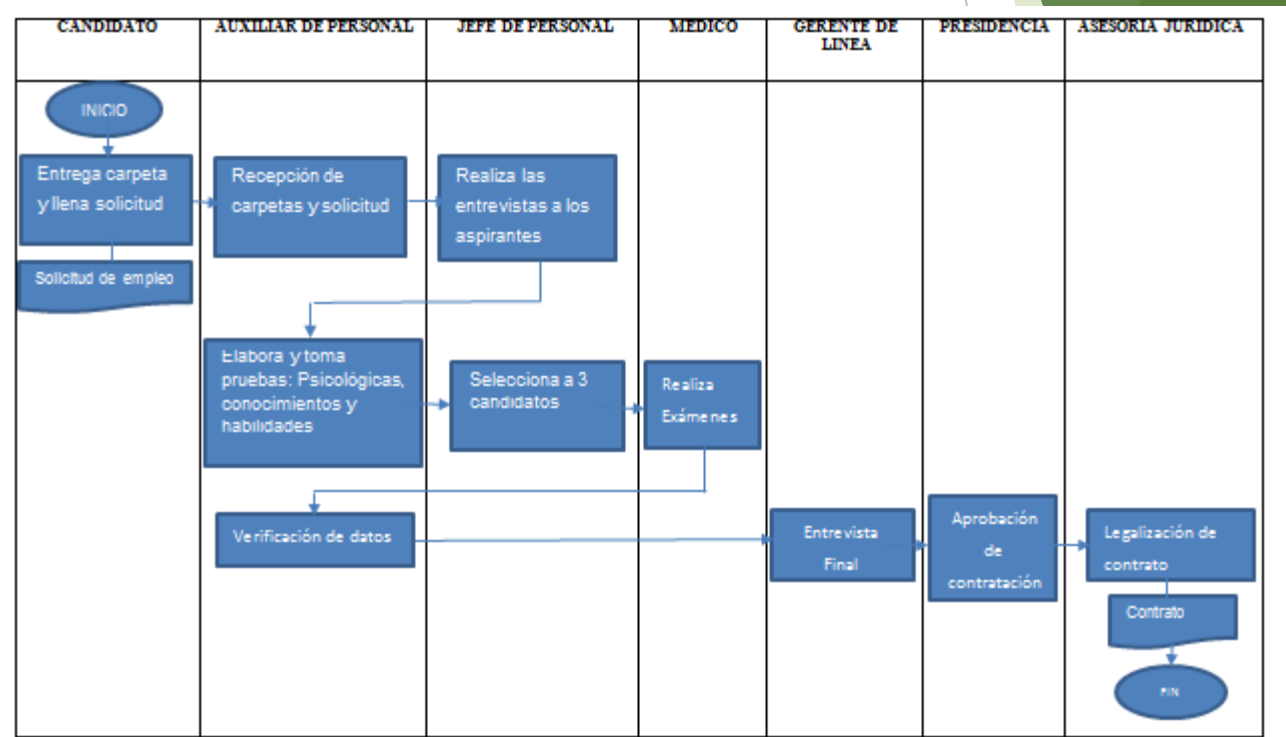 CANDIDATO
AUXILIAR DE PERSONAL
JEFE DE PERSONAL
MEDICO
GERENTE DE
LINEA
PRESIDENCIA
ASESORIA JURIDICA
INICIO
Entrega carpeta
y llena solicitud
Recepción de
carpetas y solicitud
Realiza las
entrevistas a los
aspirantes
Solicitud de empleo
Elabora y toma
pruebas: Psicológicas,
conocimientos y
habilidades
Selecciona a 3
candidatos
Realiza
Exámenes
Verificación de datos
Entrevista
Final
Aprobación
de
contratación
Legalización de
contrato
Contrato
FIN